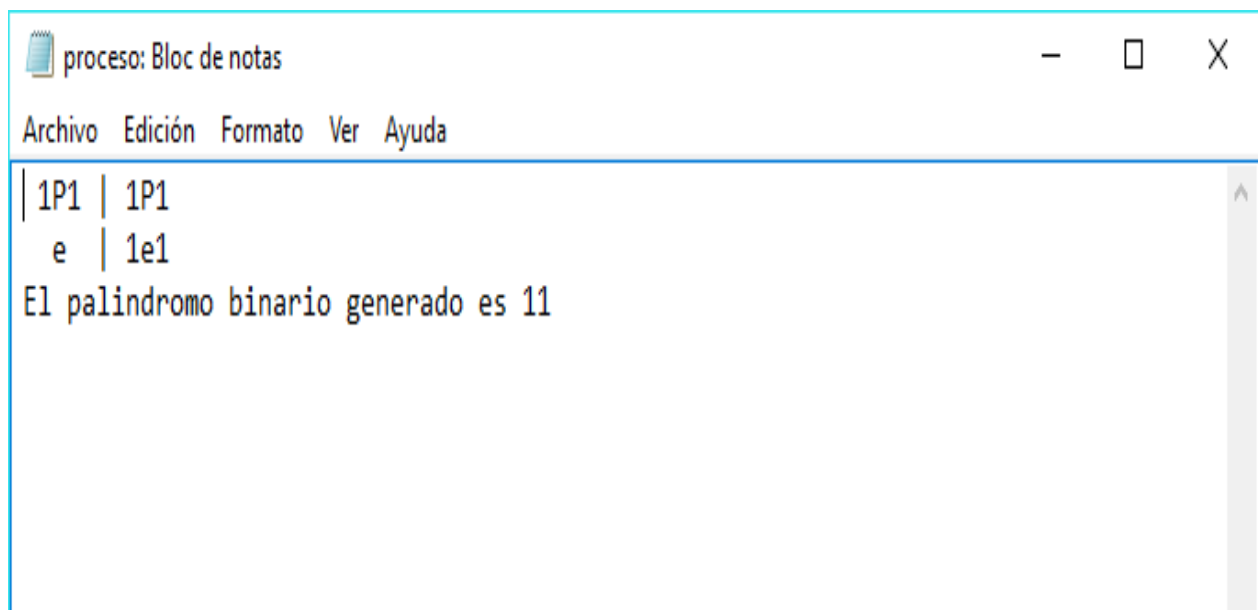 proceso: Bloc de notas
Archivo Edición Formato Ver Ayuda
1P1 | 1P1
e | 1e1
El palindromo binario generado es 11